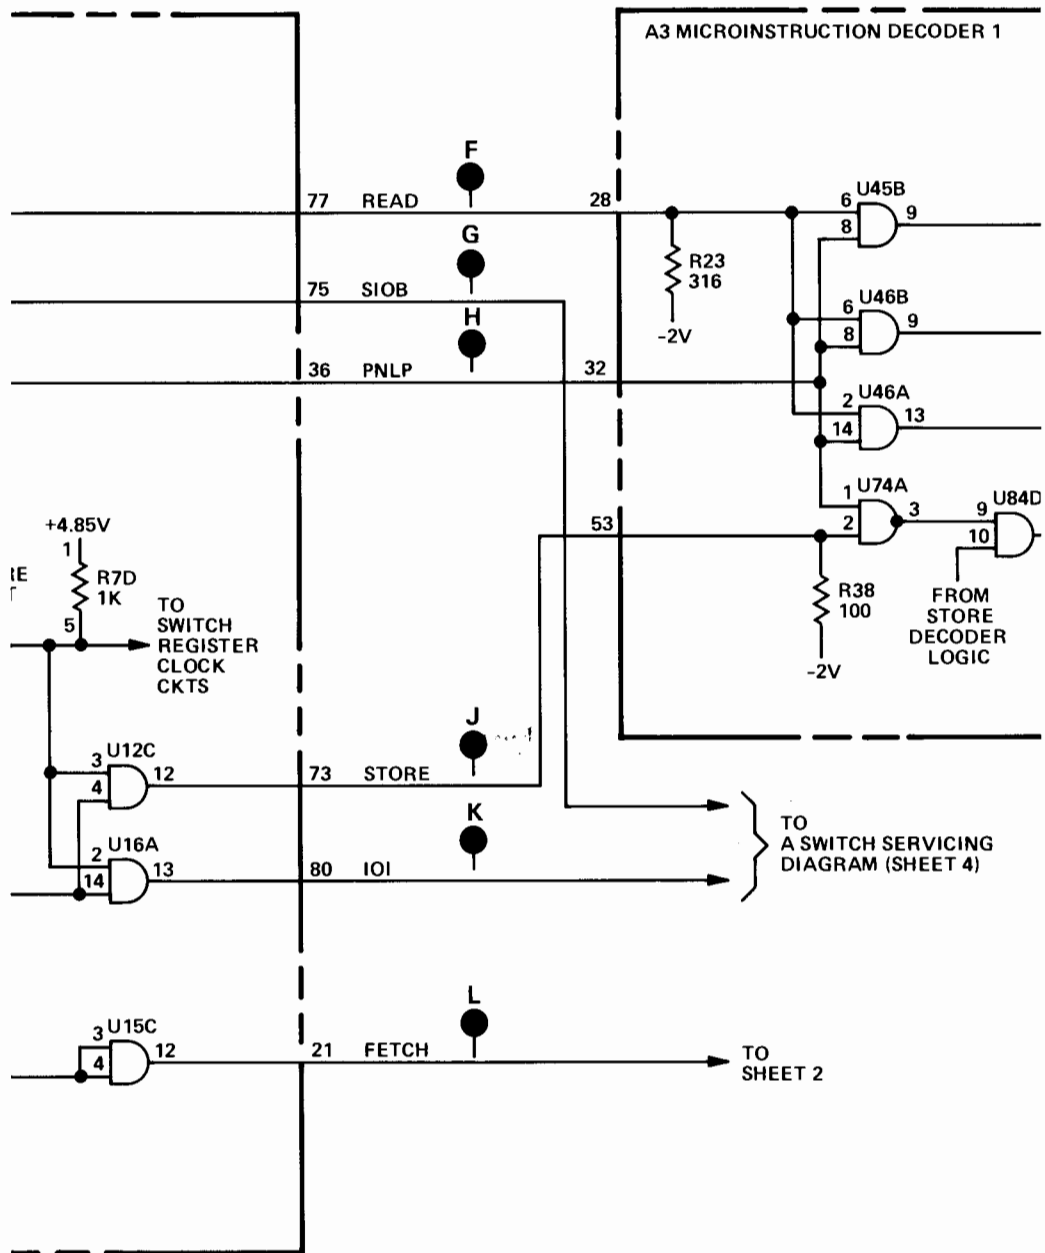 A3 MICROINSTRUCTION DECODER 1
F
77 READ 28
6 U45B 9
8
G
R23
316
-2V
75 SIOB
H
6 U46B 9
8
36 PNLP 32
2 U46A 13
14
1 U74A 3
2
53
9 U84D
10
R38
100
-2V
FROM
STORE
DECODER
LOGIC
+4.85V
1
R7D
1K
5
TO
SWITCH
REGISTER
CLOCK
CKTS
J
3 U12C 12
4
73 STORE
K
2 U16A 13
14
80 IOI
TO
A SWITCH SERVICING
DIAGRAM (SHEET 4)
L
3 U15C 12
4
21 FETCH
TO
SHEET 2